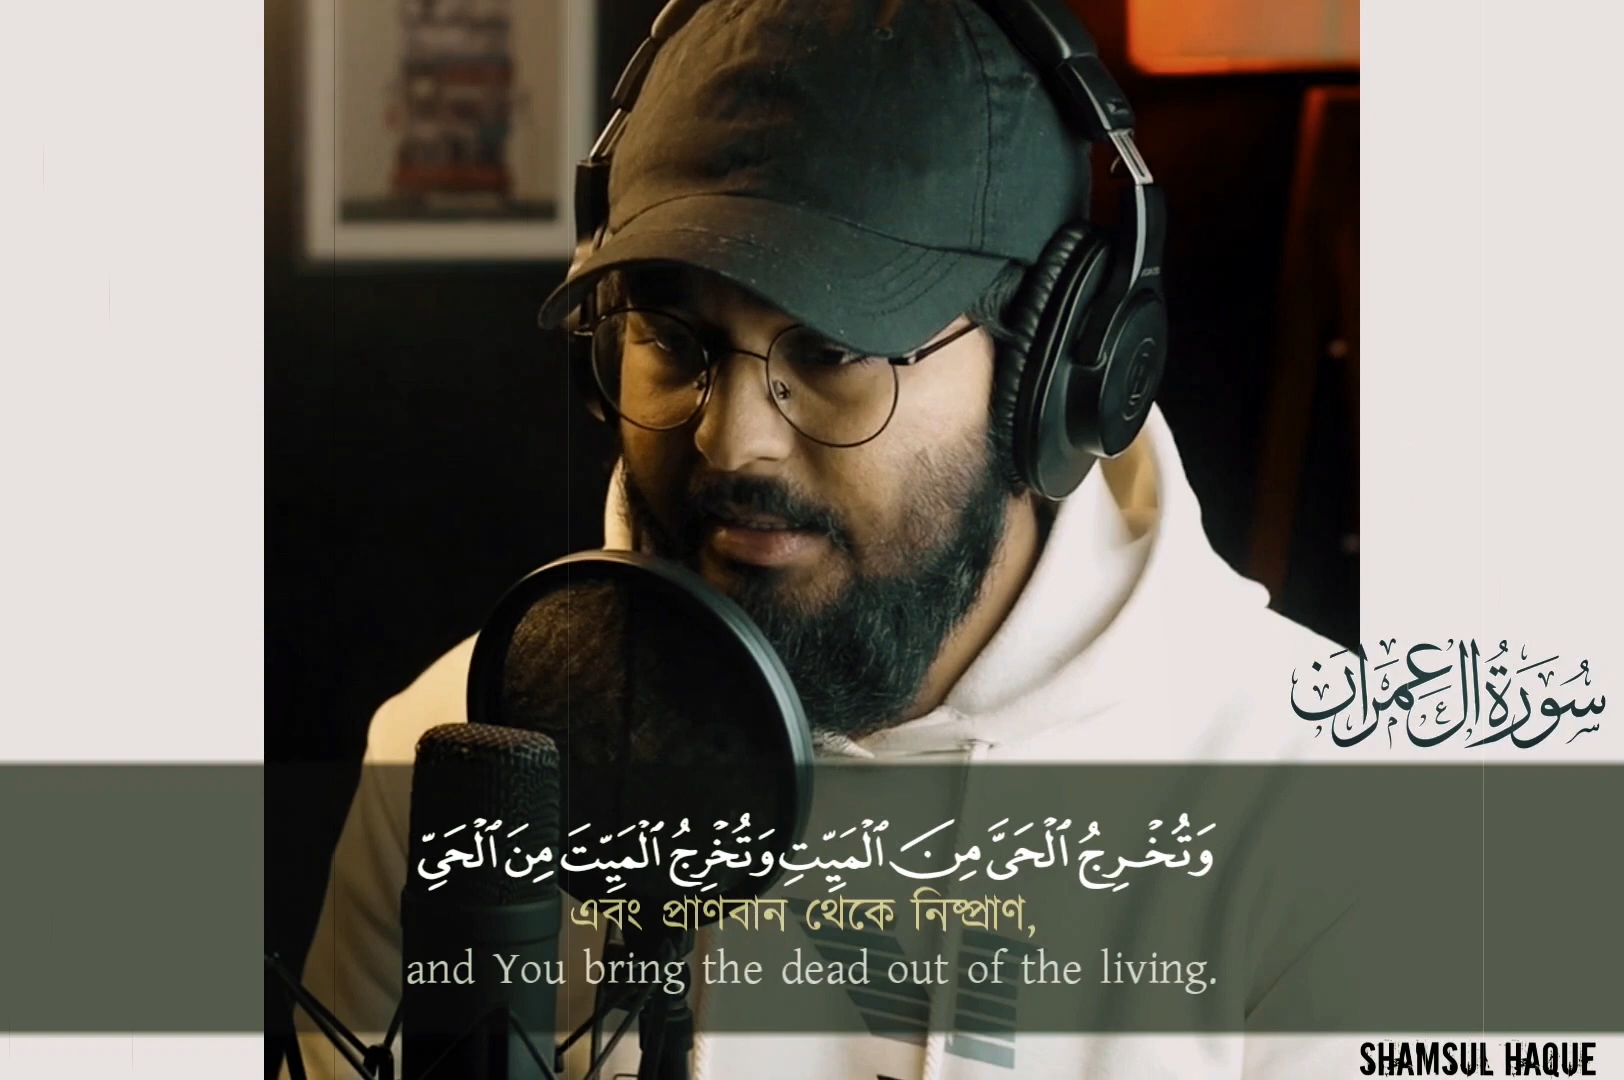 سُورَةُ آلِ عِمْرَان
وَتُخْرِجُ ٱلْحَىَّ مِنَ ٱلْمَيِّتِ وَتُخْرِجُ ٱلْمَيِّتَ مِنَ ٱلْحَىِّ
এবং প্রাণবান থেকে নিষ্প্রাণ,
and You bring the dead out of the living.
SHAMSUL HAQUE